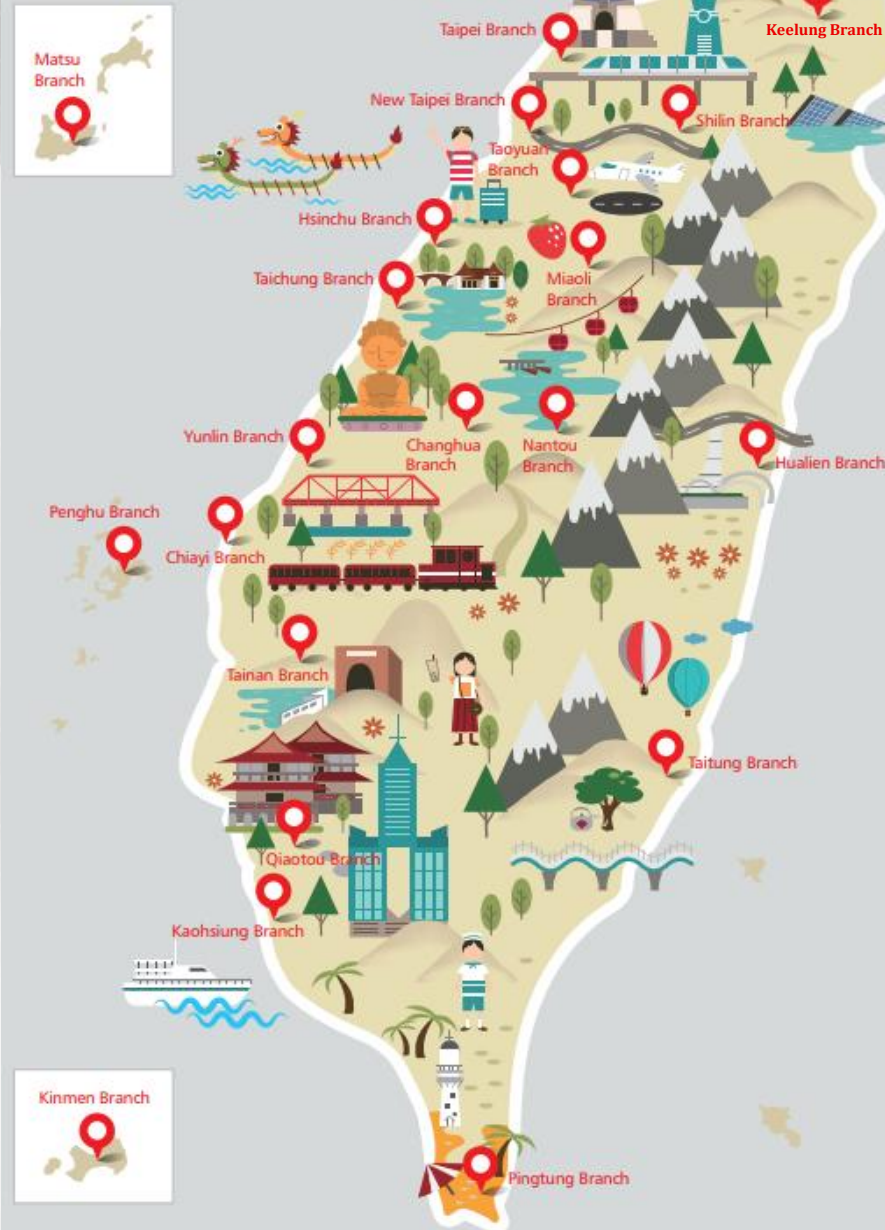 Taipei Branch
Keelung Branch
Matsu
Branch
New Taipei Branch
Shilin Branch
Taoyuan
Branch
Hsinchu Branch
Taichung Branch
Miaoli
Branch
Yunlin Branch
Changhua
Branch
Nantou
Branch
Hualien Branch
Penghu Branch
Chiayi Branch
Tainan Branch
Taitung Branch
Qiaotou Branch
Kaohsiung Branch
Kinmen Branch
Pingtung Branch